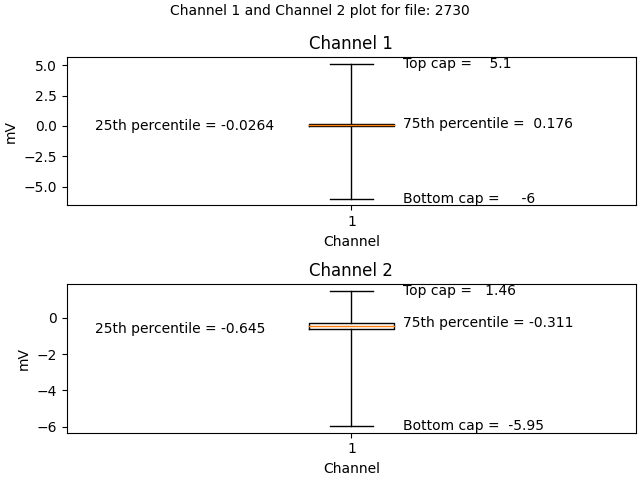 Channel 1 and Channel 2 plot for file: 2730
Channel 1
5.0
2.5
0.0
−2.5
−5.0
mV
Top cap = 5.1
25th percentile = -0.0264
75th percentile = 0.176
Bottom cap = -6
1
Channel
Channel 2
0
−2
−4
−6
mV
Top cap = 1.46
25th percentile = -0.645
75th percentile = -0.311
Bottom cap = -5.95
1
Channel